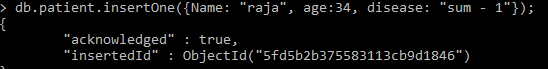 > db.patient.insertOne({Name: "raja", age:34, disease: "sum - 1"});
{
        "acknowledged" : true,
        "insertedId" : ObjectId("5fd5b2b375583113cb9d1846")
}